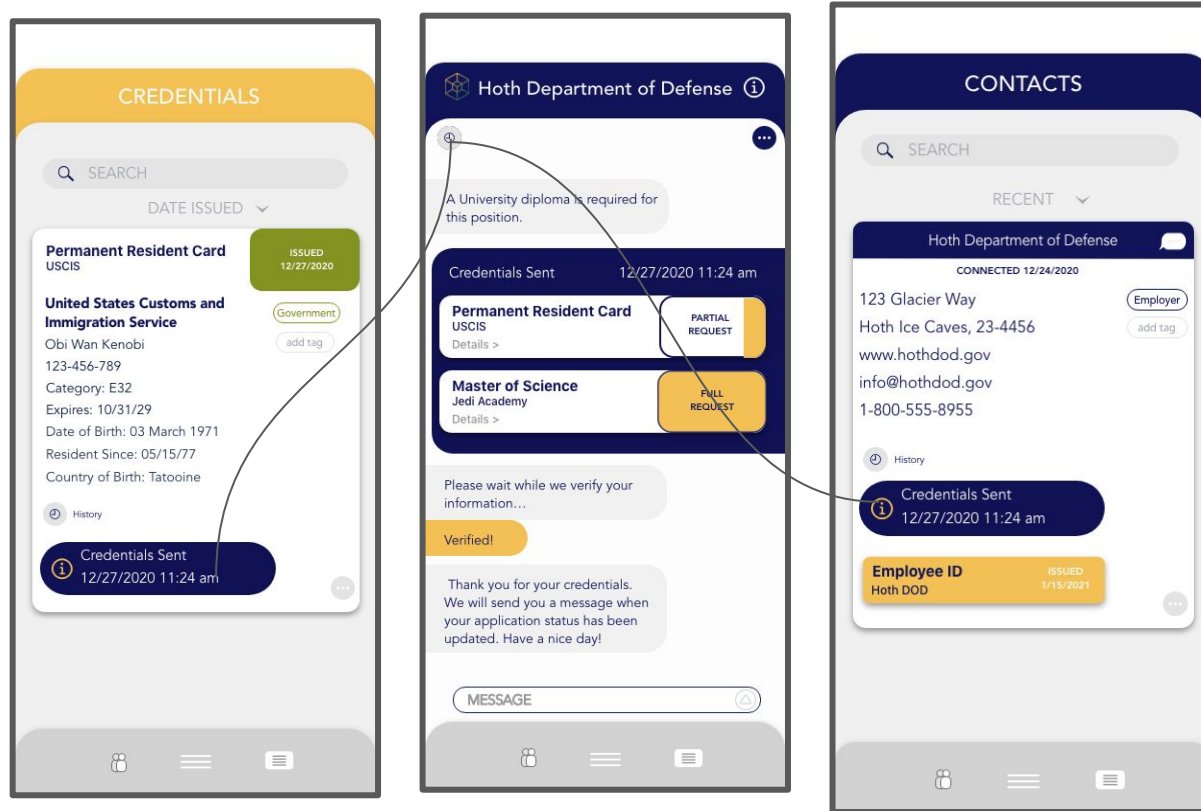 CREDENTIALS
SEARCH
DATE ISSUED
Permanent Resident Card
USCIS
ISSUED
12/27/2020
United States Customs and
Immigration Service
Government
Obi Wan Kenobi
add tag
123-456-789
Category: E32
Expires: 10/31/29
Date of Birth: 03 March 1971
Resident Since: 05/15/77
Country of Birth: Tatooine
History
Credentials Sent
12/27/2020 11:24 am
Hoth Department of Defense
A University diploma is required for
this position.
Credentials Sent 12/27/2020 11:24 am
Permanent Resident Card
USCIS
Details >
PARTIAL
REQUEST
Master of Science
Jedi Academy
Details >
FULL
REQUEST
Please wait while we verify your
information...
Verified!
Thank you for your credentials.
We will send you a message when
your application status has been
updated. Have a nice day!
MESSAGE
CONTACTS
SEARCH
RECENT
Hoth Department of Defense
CONNECTED 12/24/2020
123 Glacier Way
Employer
Hoth Ice Caves, 23-4456
add tag
www.hothdod.gov
info@hothdod.gov
1-800-555-8955
History
Credentials Sent
12/27/2020 11:24 am
Employee ID
Hoth DOD
ISSUED
1/15/2021